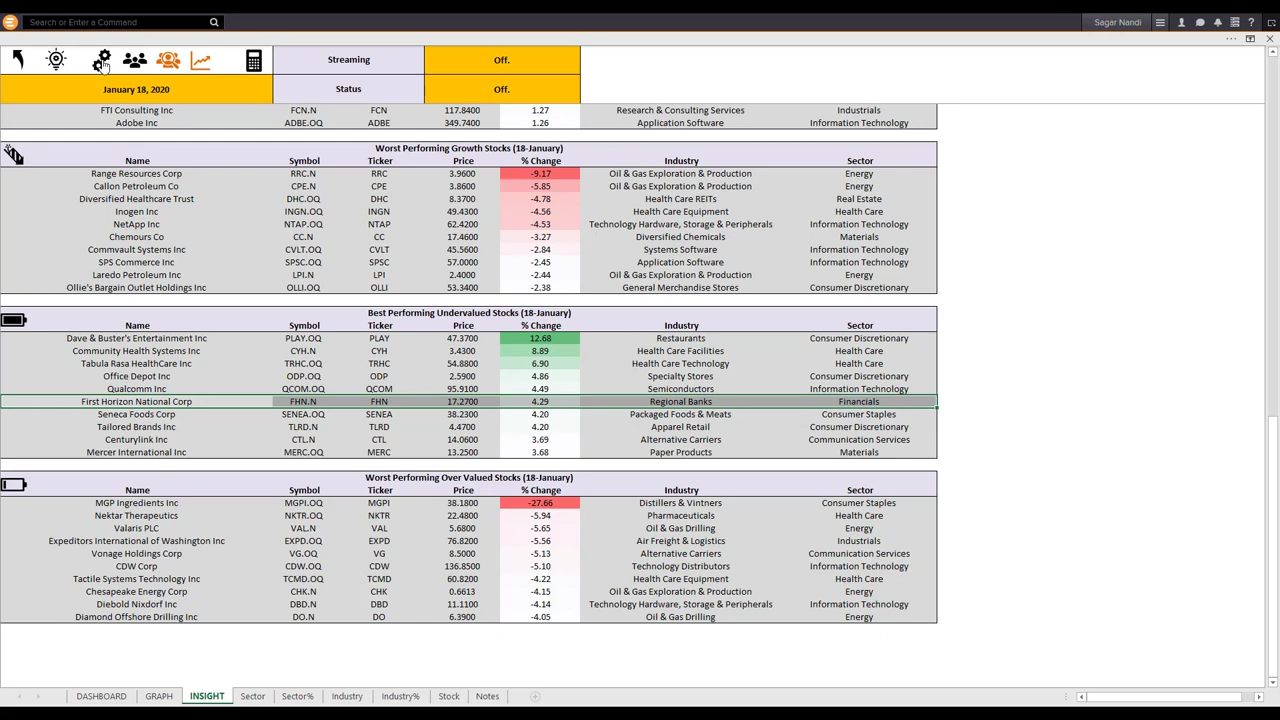 Search or Enter a Command
Sagar Nandi
Streaming Off.
January 18, 2020 Status Off.
FTI Consulting Inc FCN.N FCN 117.8400 1.27 Research & Consulting Services Industrials
Adobe Inc ADBE.OQ ADBE 349.7400 1.26 Application Software Information Technology
Worst Performing Growth Stocks (18-January)
Name Symbol Ticker Price % Change Industry Sector
Range Resources Corp RRC.N RRC 3.9600 -9.17 Oil & Gas Exploration & Production Energy
Callon Petroleum Co CPE.N CPE 3.8600 -5.85 Oil & Gas Exploration & Production Energy
Diversified Healthcare Trust DHC.OQ DHC 8.3700 -4.78 Health Care REITs Real Estate
Inogen Inc INGN.OQ INGN 49.4300 -4.56 Health Care Equipment Health Care
NetApp Inc NTAP.OQ NTAP 62.4200 -4.53 Technology Hardware, Storage & Peripherals Information Technology
Chemours Co CC.N CC 17.4600 -3.27 Diversified Chemicals Materials
Commvault Systems Inc CVLT.OQ CVLT 45.5600 -2.84 Systems Software Information Technology
SPS Commerce Inc SPSC.OQ SPSC 57.0000 -2.45 Application Software Information Technology
Laredo Petroleum Inc LPI.N LPI 2.4000 -2.44 Oil & Gas Exploration & Production Energy
Ollie's Bargain Outlet Holdings Inc OLLI.OQ OLLI 53.3400 -2.38 General Merchandise Stores Consumer Discretionary
Best Performing Undervalued Stocks (18-January)
Name Symbol Ticker Price % Change Industry Sector
Dave & Buster's Entertainment Inc PLAY.OQ PLAY 47.3700 12.68 Restaurants Consumer Discretionary
Community Health Systems Inc CYH.N CYH 3.4300 8.89 Health Care Facilities Health Care
Tabula Rasa HealthCare Inc TRHC.OQ TRHC 54.8800 6.90 Health Care Technology Health Care
Office Depot Inc ODP.OQ ODP 2.5900 4.86 Specialty Stores Consumer Discretionary
Qualcomm Inc QCOM.OQ QCOM 95.9100 4.49 Semiconductors Information Technology
First Horizon National Corp FHN.N FHN 17.2700 4.29 Regional Banks Financials
Seneca Foods Corp SENEA.OQ SENEA 38.2300 4.20 Packaged Foods & Meats Consumer Staples
Tailored Brands Inc TLRD.N TLRD 4.4700 4.20 Apparel Retail Consumer Discretionary
Centurylink Inc CTL.N CTL 14.0600 3.69 Alternative Carriers Communication Services
Mercer International Inc MERC.OQ MERC 13.2500 3.68 Paper Products Materials
Worst Performing Over Valued Stocks (18-January)
Name Symbol Ticker Price % Change Industry Sector
MGP Ingredients Inc MGPI.OQ MGPI 38.1800 -27.66 Distillers & Vintners Consumer Staples
Nektar Therapeutics NKTR.OQ NKTR 22.4800 -5.94 Pharmaceuticals Health Care
Valaris PLC VAL.N VAL 5.6800 -5.65 Oil & Gas Drilling Energy
Expeditors International of Washington Inc EXPD.OQ EXPD 76.8200 -5.56 Air Freight & Logistics Industrials
Vonage Holdings Corp VG.OQ VG 8.5000 -5.13 Alternative Carriers Communication Services
CDW Corp CDW.OQ CDW 136.8500 -5.10 Technology Distributors Information Technology
Tactile Systems Technology Inc TCMD.OQ TCMD 60.8200 -4.22 Health Care Equipment Health Care
Chesapeake Energy Corp CHK.N CHK 0.6613 -4.15 Oil & Gas Exploration & Production Energy
Diebold Nixdorf Inc DBD.N DBD 11.1100 -4.14 Technology Hardware, Storage & Peripherals Information Technology
Diamond Offshore Drilling Inc DO.N DO 6.3900 -4.05 Oil & Gas Drilling Energy
DASHBOARD GRAPH INSIGHT Sector Sector% Industry Industry% Stock Notes